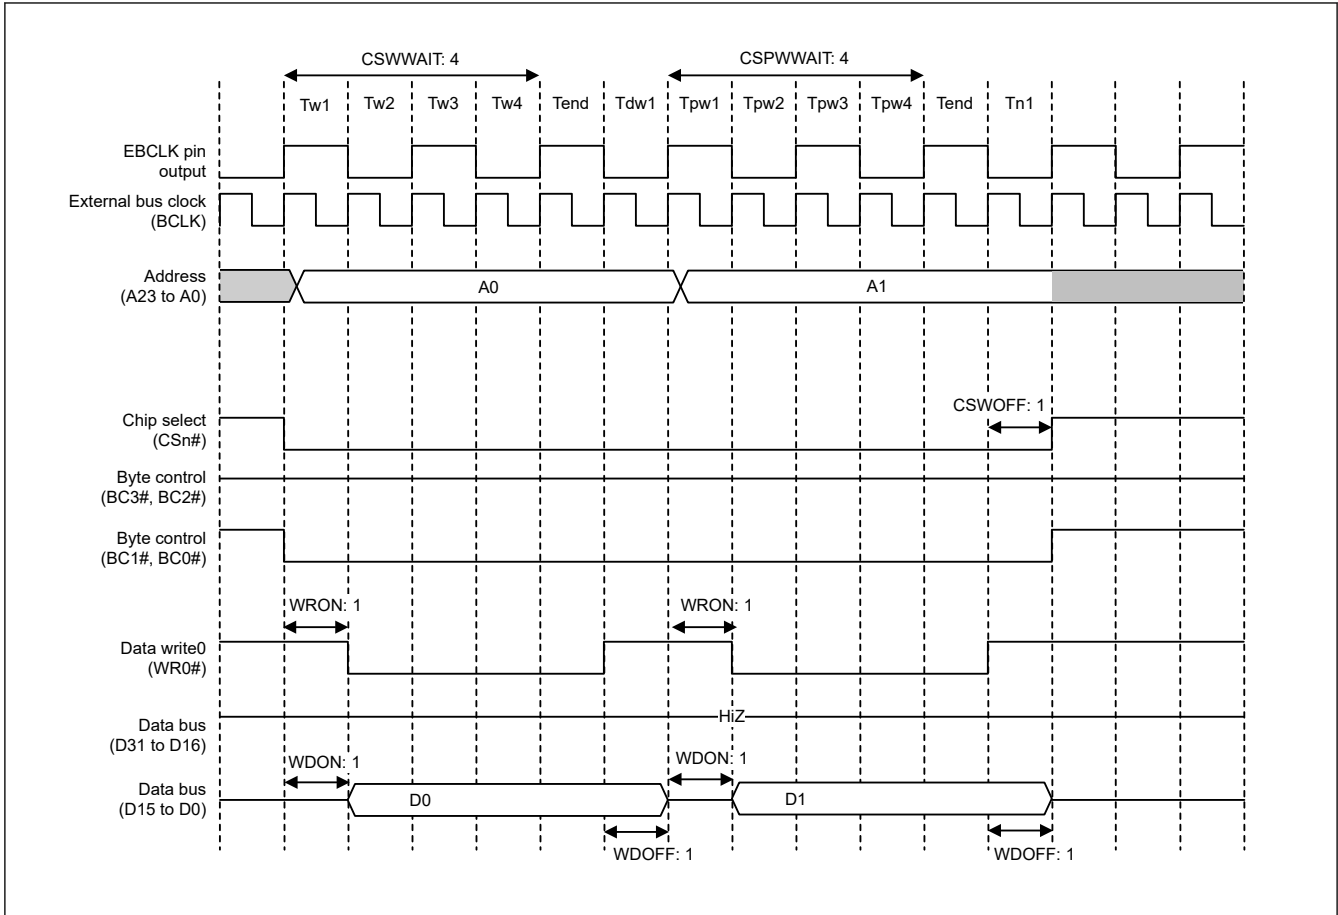 CSWWAIT: 4 CSPWWAIT: 4
Tw1 Tw2 Tw3 Tw4 Tend Tdw1 Tpw1 Tpw2 Tpw3 Tpw4 Tend Tn1
EBCLK pin
output
External bus clock
(BCLK)
Address
(A23 to A0)
A0 A1
CSWOFF: 1
Chip select
(CSn#)
Byte control
(BC3#, BC2#)
Byte control
(BC1#, BC0#)
WRON: 1 WRON: 1
Data write0
(WR0#)
HiZ
Data bus
(D31 to D16)
WDON: 1 WDON: 1
Data bus
(D15 to D0)
D0 D1
WDOFF: 1 WDOFF: 1